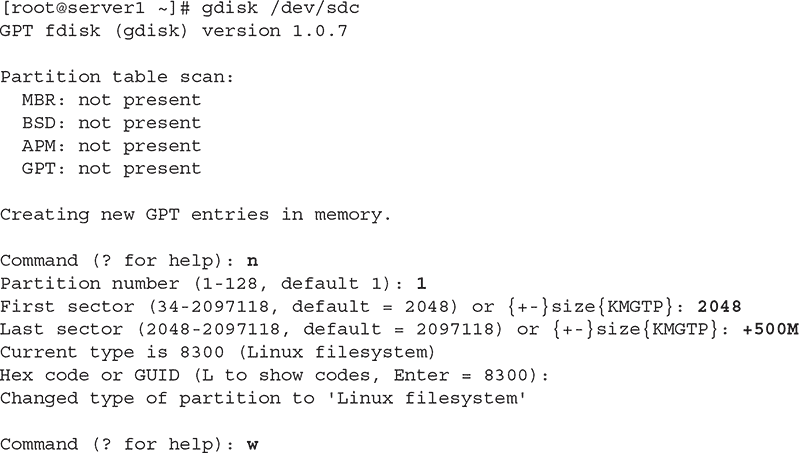 [root@server1 ~]# gdisk /dev/sdc
GPT fdisk (gdisk) version 1.0.7
Partition table scan:
MBR: not present
BSD: not present
APM: not present
GPT: not present
Creating new GPT entries in memory.
Command (? for help): n
Partition number (1-128, default 1): 1
First sector (34-2097118, default = 2048) or {+-}size{KMGTP}: 2048
Last sector (2048-2097118, default = 2097118) or {+-}size{KMGTP}: +500M
Current type is 8300 (Linux filesystem)
Hex code or GUID (L to show codes, Enter = 8300):
Changed type of partition to 'Linux filesystem'
Command (? for help): w